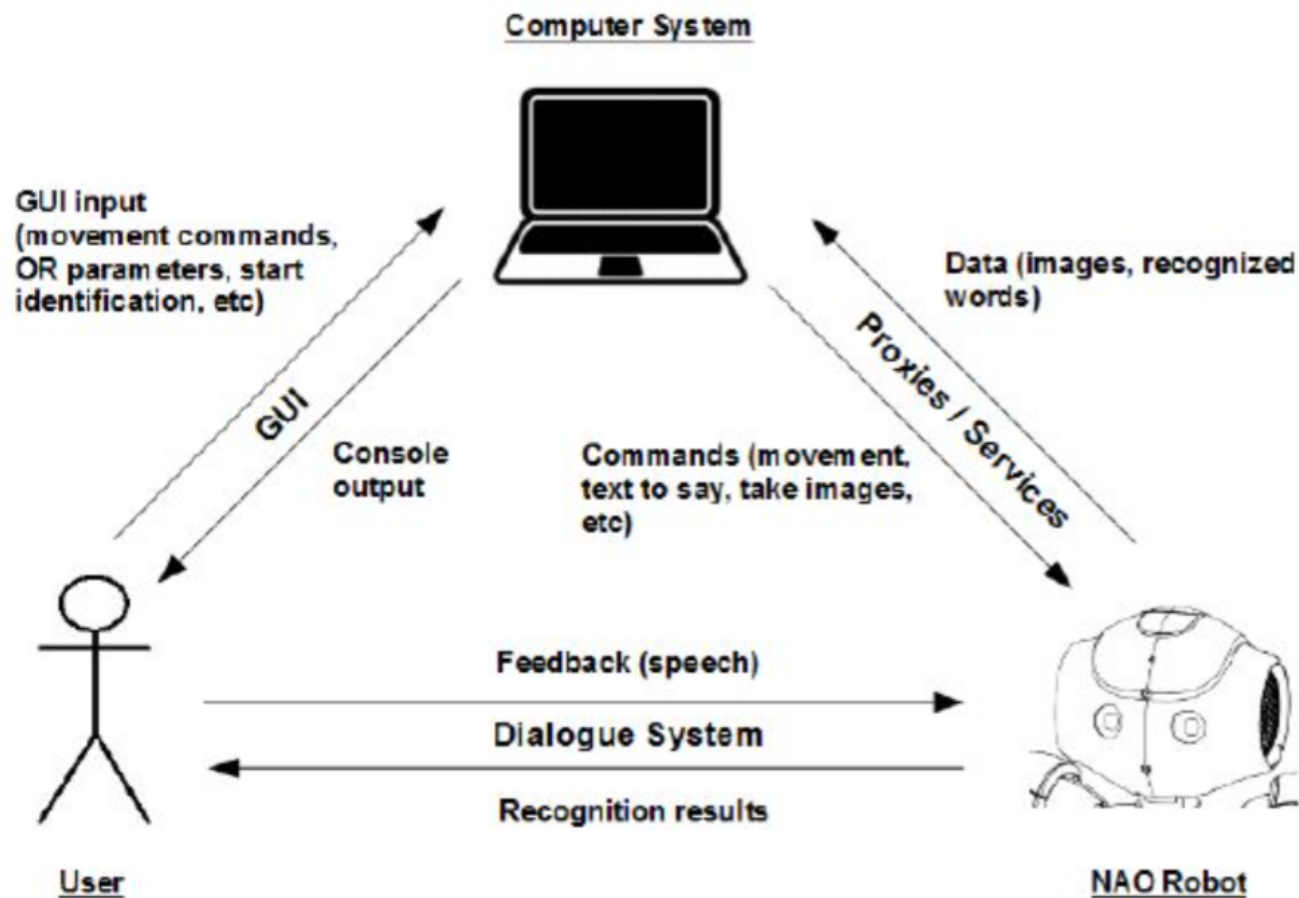 Computer System
GUI input
(movement commands,
OR parameters, start
identification, etc)
Data (images, recognized
words)
GUI
Proxies / Services
Console
output
Commands (movement,
text to say, take images,
etc)
Feedback (speech)
Dialogue System
Recognition results
User
NAO Robot